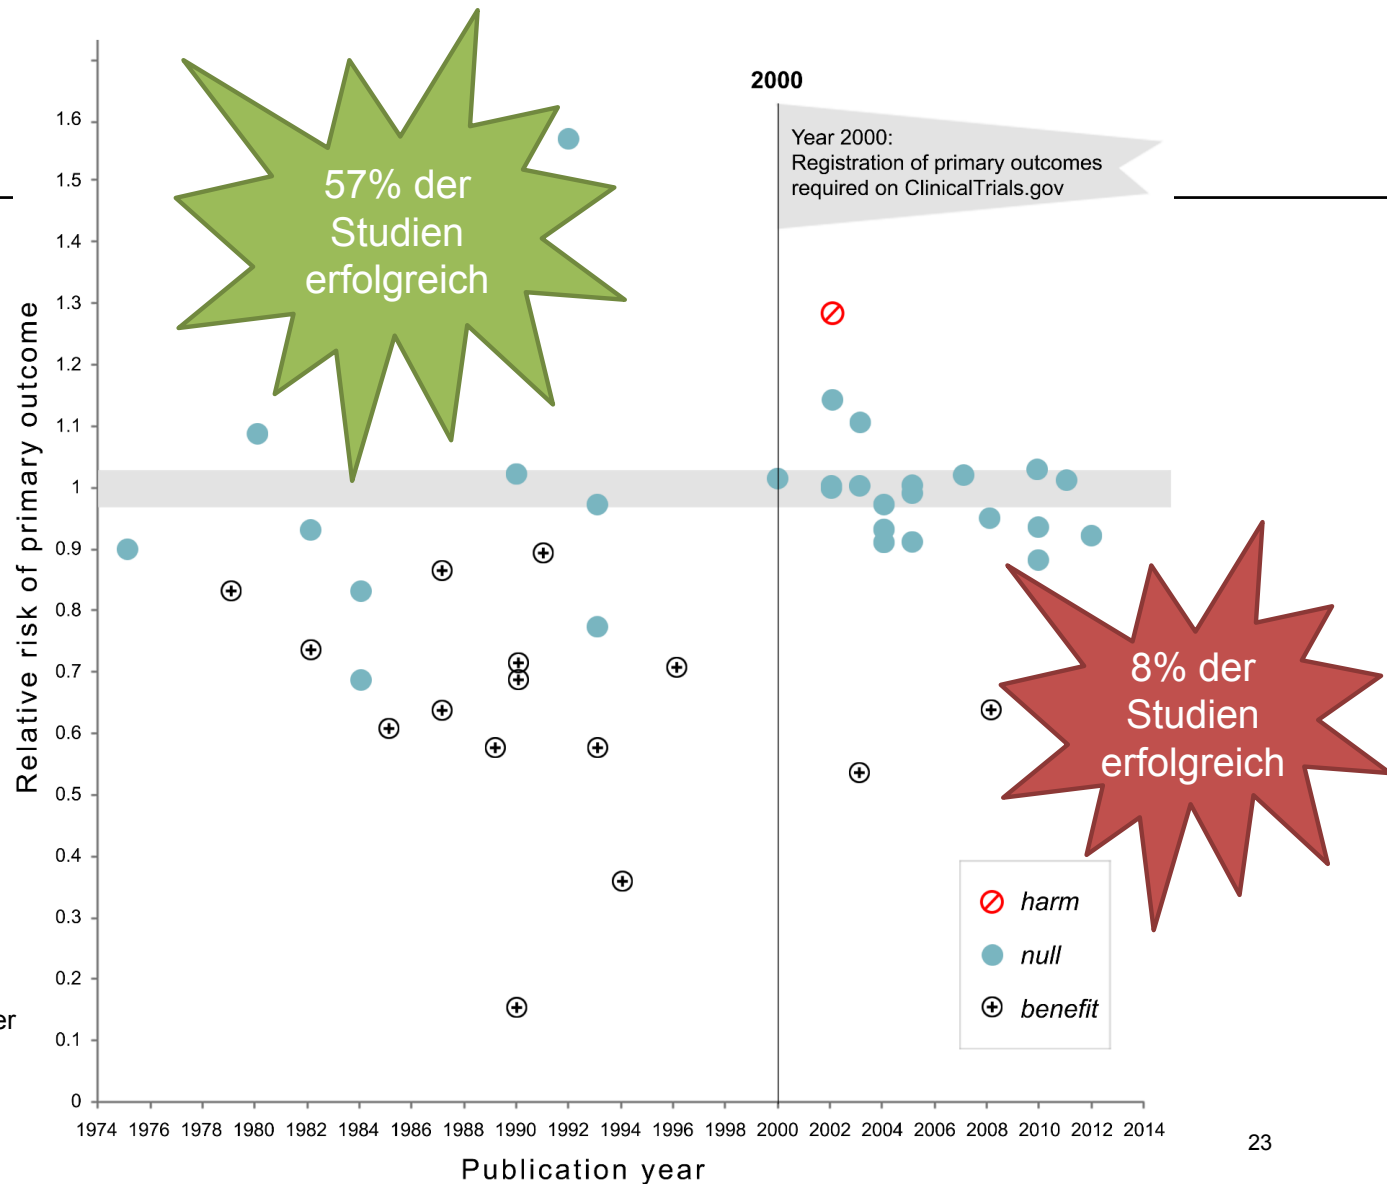 2000
Year 2000:
Registration of primary outcomes
required on ClinicalTrials.gov
57% der
Studien
erfolgreich
8% der
Studien
erfolgreich
Relative risk of primary outcome
1.6
1.5
1.4
1.3
1.2
1.1
1
0.9
0.8
0.7
0.6
0.5
0.4
0.3
0.2
0.1
0
harm
null
benefit
er
1974 1976 1978 1980 1982 1984 1986 1988 1990 1992 1994 1996 1998 2000 2002 2004 2006 2008 2010 2012 2014
Publication year
23